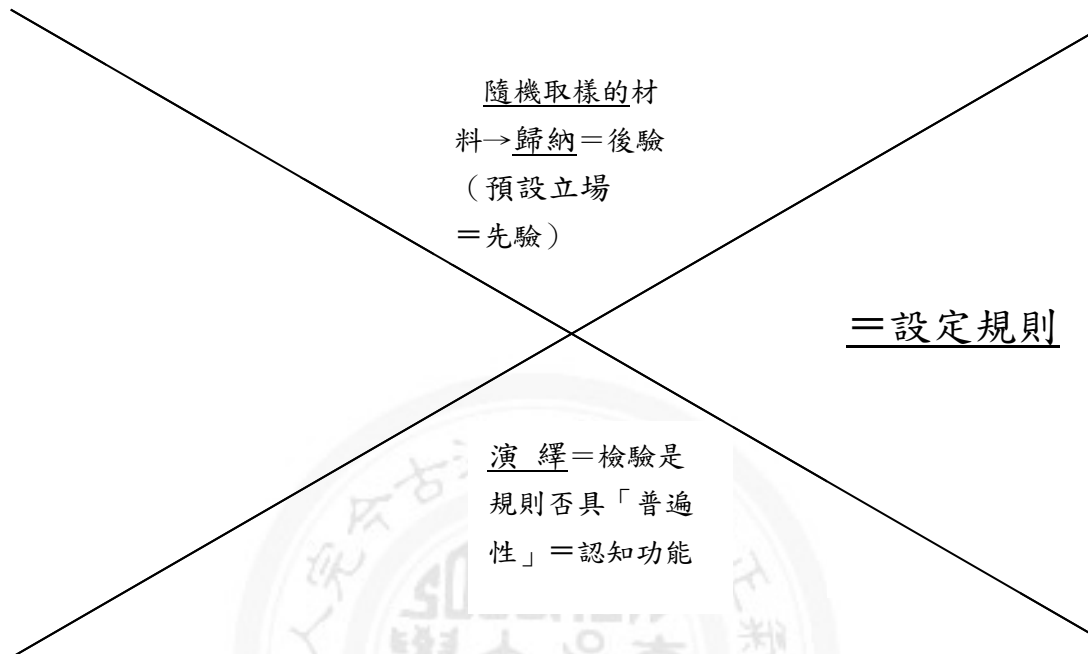 隨機取樣的材
料→歸納＝後驗
（預設立場
＝先驗）
＝設定規則
演 繹＝檢驗是
規則否具「普遍
性」＝認知功能